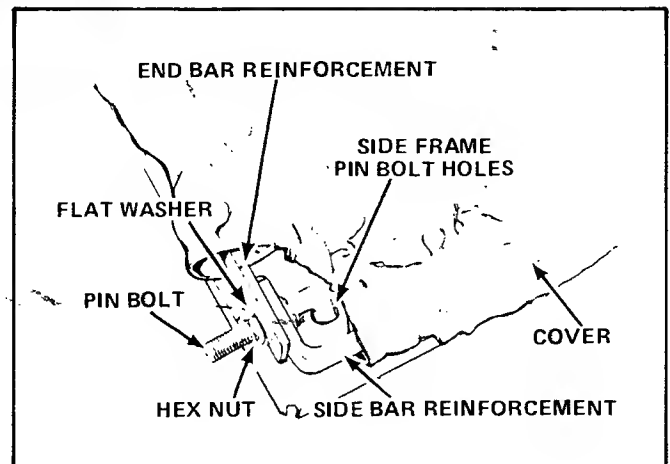 END BAR REINFORCEMENT
SIDE FRAME
PIN BOLT HOLES
FLAT WASHER
PIN BOLT
COVER
HEX NUT
SIDE BAR REINFORCEMENT